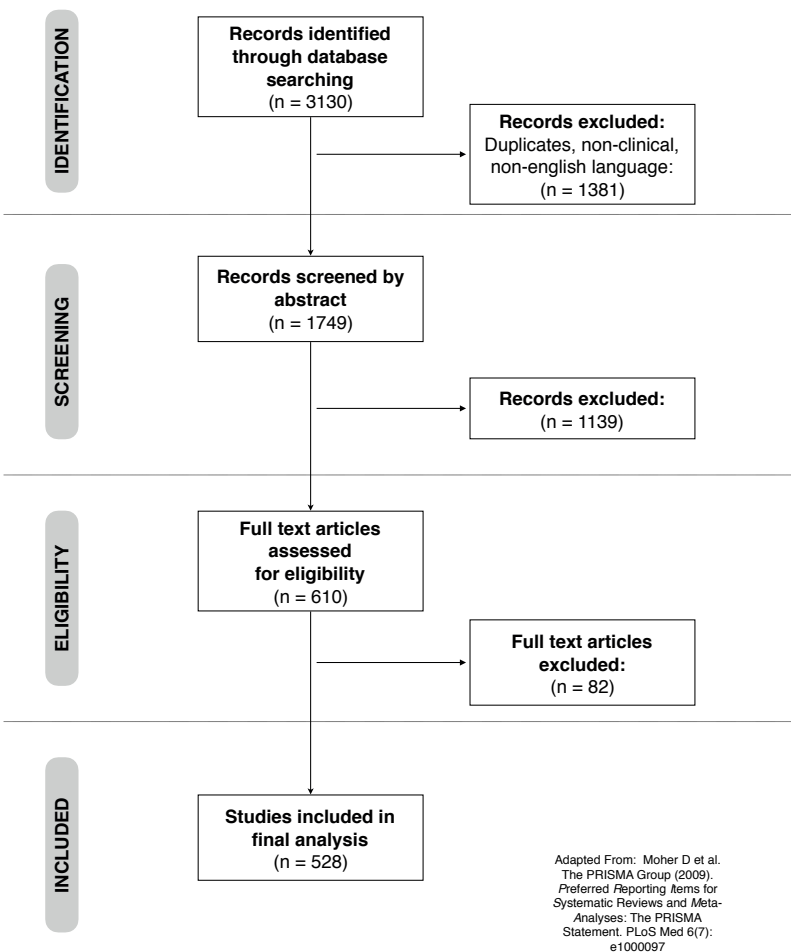 IDENTIFICATION
Records identified
through database
searching
(n = 3130)
Records excluded:
Duplicates, non-clinical,
non-english language:
(n = 1381)
SCREENING
Records screened by
abstract
(n = 1749)
Records excluded:
(n = 1139)
ELIGIBILITY
Full text articles
assessed
for eligibility
(n = 610)
Full text articles
excluded:
(n = 82)
INCLUDED
Studies included in
final analysis
(n = 528)
Adapted From: Moher D et al.
The PRISMA Group (2009).
Preferred Reporting Items for
Systematic Reviews and Meta-
Analyses: The PRISMA
Statement. PLoS Med 6(7):
e1000097